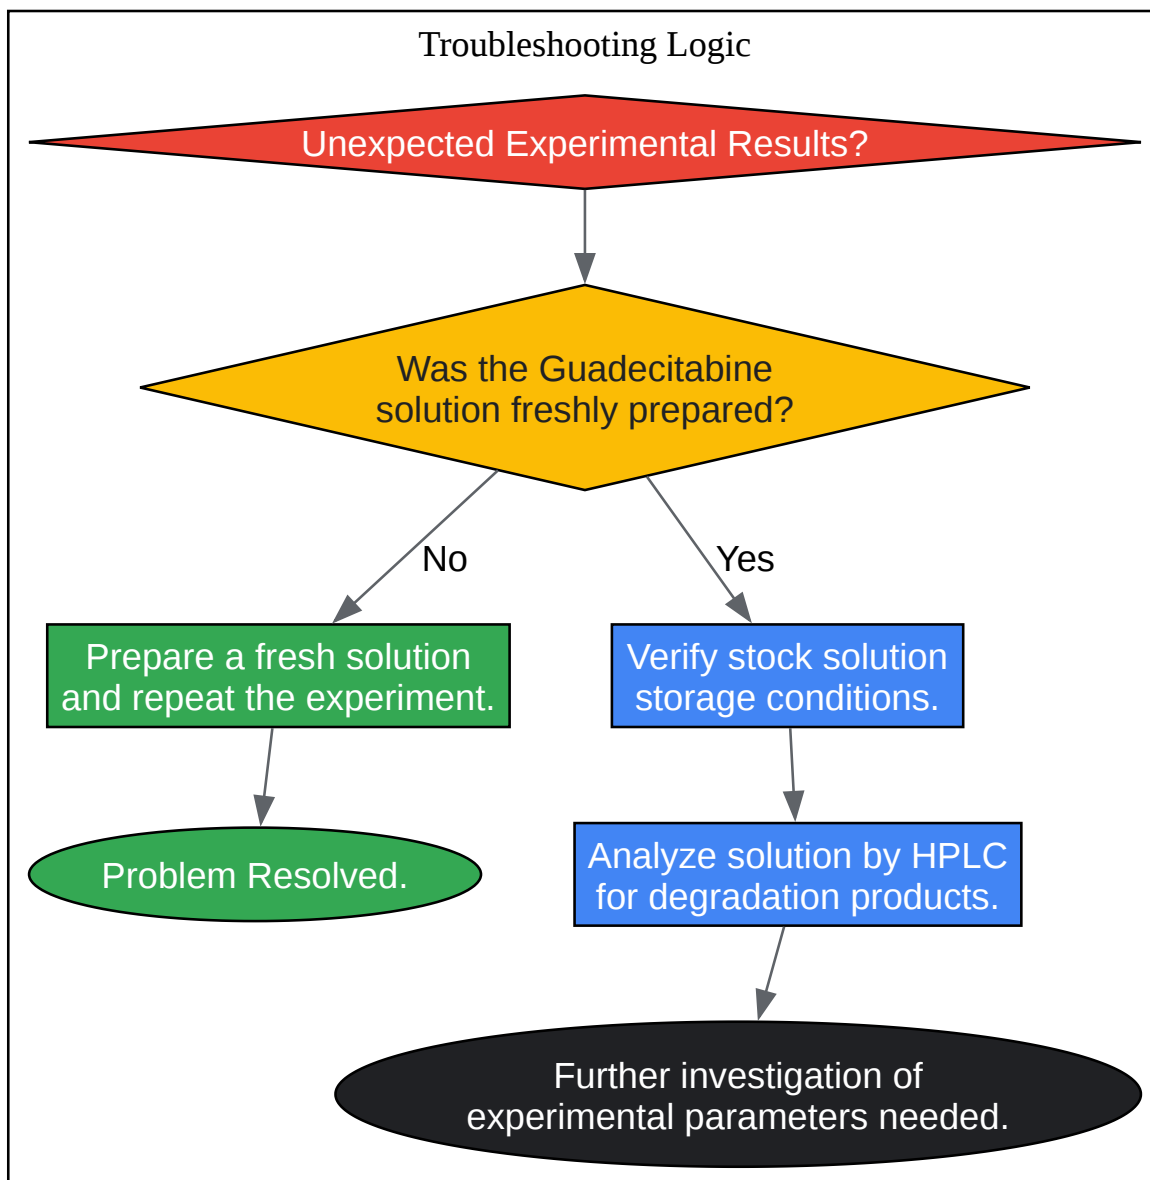 Troubleshooting Logic
Unexpected Experimental Results?
Was the Guadecitabine
solution freshly prepared?
No
Yes
Prepare a fresh solution
and repeat the experiment.
Verify stock solution
storage conditions.
Problem Resolved.
Analyze solution by HPLC
for degradation products.
Further investigation of
experimental parameters needed.